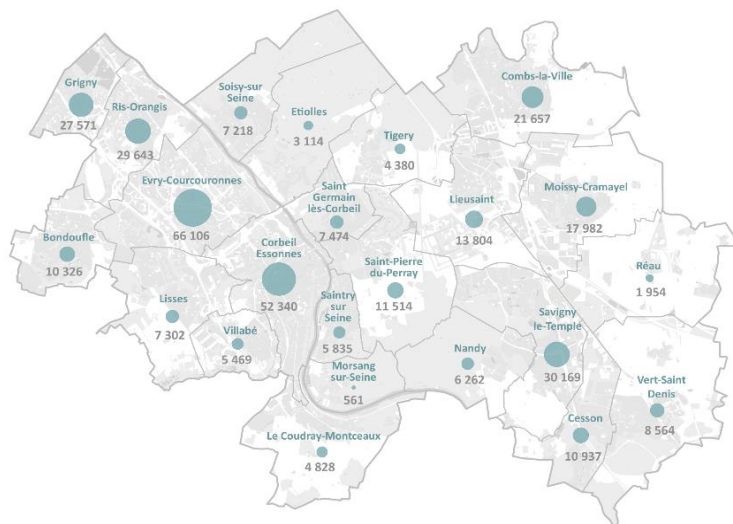 Grigny
27 571
Ris-Orangis
29 643
Soisy-sur
Seine
7 218
Etiolles
3 114
Combs-la-Ville
21 657
Tigery
4 380
Evry-Courcouronnes
66 106
Saint
Germain
lès-Corbeil
7 474
Lieusaint
13 804
Moissy-Cramayel
17 982
Bondoufle
10 326
Corbeil
Essonnes
52 340
Saint-Pierre
du-Perray
11 514
Réau
1 954
Lisses
7 302
Villabé
5 469
Saintry
sur
Seine
5 835
Savigny
le-Temple
30 169
Nandy
6 262
Morsang
sur-Seine
561
Vert-Saint
Denis
8 564
Cesson
10 937
Le Coudray-Montceaux
4 828